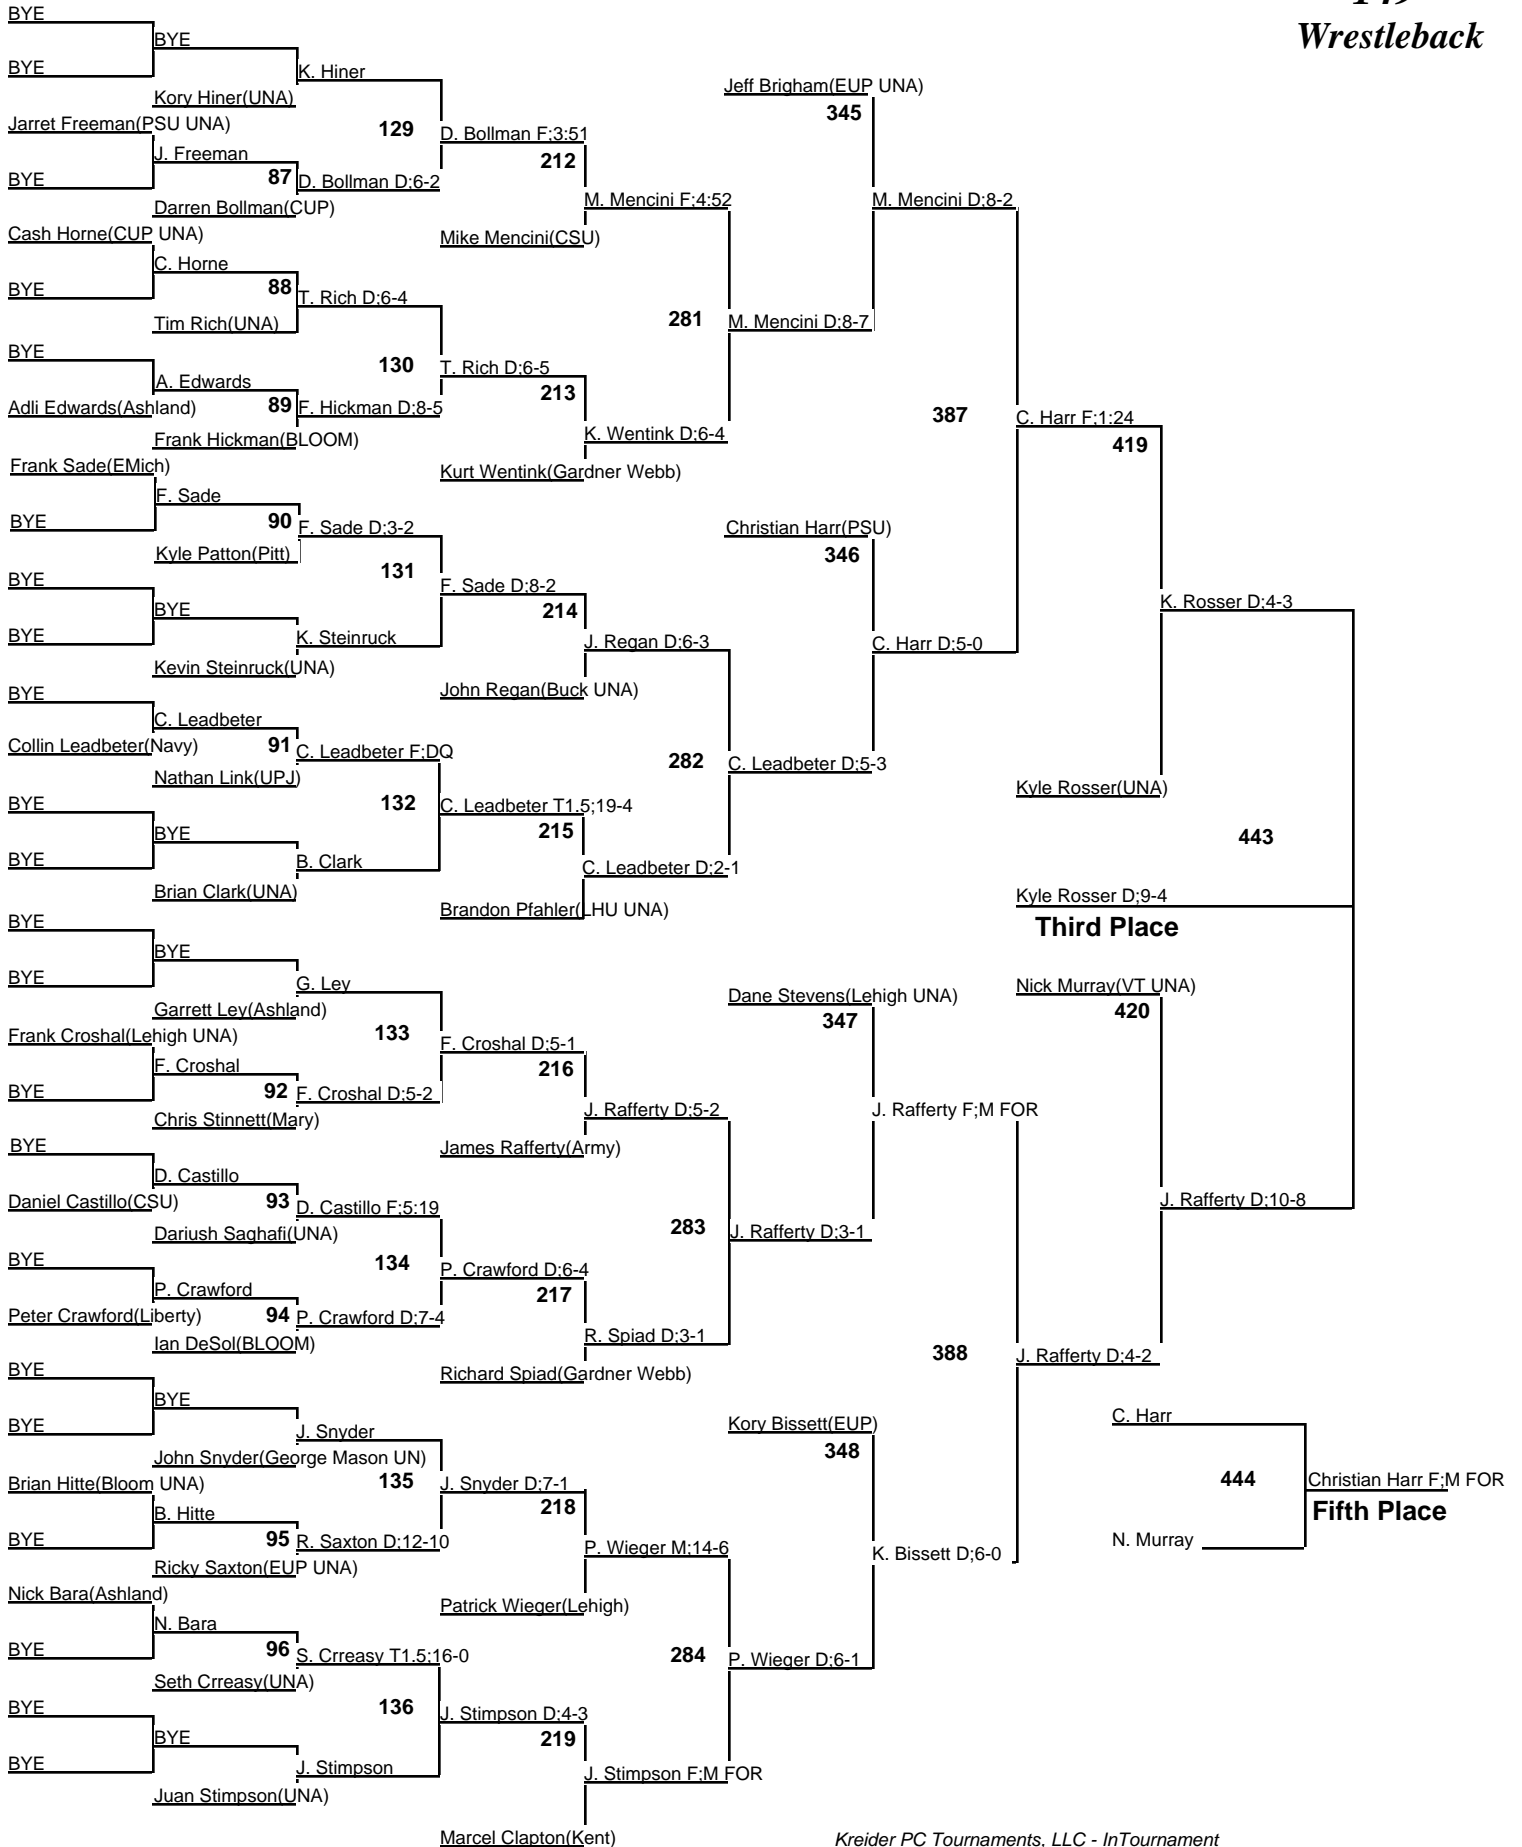 BYE
Wrestleback
BYE
BYE
K. Hiner
Kory Hiner(UNA)
Jarret Freeman(PSU UNA)
129
D. Bollman F;3:51
J. Freeman
212
BYE
87
D. Bollman D;6-2
Darren Bollman(CUP)
M. Mencini F;4:52
Mike Mencini(CSU)
Jeff Brigham(EUP UNA)
345
M. Mencini D;8-2
Cash Horne(CUP UNA)
C. Horne
BYE
88
T. Rich D;6-4
Tim Rich(UNA)
281
M. Mencini D;8-7
BYE
130
T. Rich D;6-5
A. Edwards
213
Adli Edwards(Ashland)
89
F. Hickman D;8-5
Frank Hickman(BLOOM)
K. Wentink D;6-4
Kurt Wentink(Gardner Webb)
387
C. Harr F;1:24
419
Frank Sade(EMich)
F. Sade
BYE
90
F. Sade D;3-2
Kyle Patton(Pitt)
Christian Harr(PSU)
346
131
F. Sade D;8-2
BYE
214
BYE
K. Steinruck
BYE
Kevin Steinruck(UNA)
J. Regan D;6-3
John Regan(Buck UNA)
C. Harr D;5-0
K. Rosser D;4-3
BYE
C. Leadbeter
Collin Leadbeter(Navy)
91
C. Leadbeter F;DQ
Nathan Link(UPJ)
282
C. Leadbeter D;5-3
Kyle Rosser(UNA)
BYE
132
C. Leadbeter T1.5;19-4
215
BYE
B. Clark
BYE
Brian Clark(UNA)
C. Leadbeter D;2-1
Brandon Pfahler(LHU UNA)
443
Kyle Rosser D;9-4
Third Place
BYE
BYE
BYE
G. Ley
Garrett Ley(Ashland)
Dane Stevens(Lehigh UNA)
347
Nick Murray(VT UNA)
420
Frank Croshal(Lehigh UNA)
133
F. Croshal D;5-1
F. Croshal
216
BYE
92
F. Croshal D;5-2
Chris Stinnett(Mary)
J. Rafferty D;5-2
James Rafferty(Army)
J. Rafferty F;M FOR
BYE
D. Castillo
Daniel Castillo(CSU)
93
D. Castillo F;5:19
Dariush Saghafi(UNA)
283
J. Rafferty D;3-1
J. Rafferty D;10-8
BYE
134
P. Crawford D;6-4
P. Crawford
217
Peter Crawford(Liberty)
94
P. Crawford D;7-4
Ian DeSol(BLOOM)
R. Spiad D;3-1
Richard Spiad(Gardner Webb)
388
J. Rafferty D;4-2
BYE
BYE
BYE
J. Snyder
John Snyder(George Mason UN)
Kory Bissett(EUP)
348
C. Harr
Brian Hitte(Bloom UNA)
135
J. Snyder D;7-1
B. Hitte
218
444
Christian Harr F;M FOR
Fifth Place
BYE
95
R. Saxton D;12-10
Ricky Saxton(EUP UNA)
P. Wieger M;14-6
Patrick Wieger(Lehigh)
K. Bissett D;6-0
N. Murray
Nick Bara(Ashland)
N. Bara
BYE
96
S. Crreasy T1.5;16-0
Seth Crreasy(UNA)
284
P. Wieger D;6-1
BYE
136
J. Stimpson D;4-3
BYE
219
BYE
J. Stimpson
Juan Stimpson(UNA)
J. Stimpson F;M FOR
Marcel Clapton(Kent)
Kreider PC Tournaments, LLC - InTournament